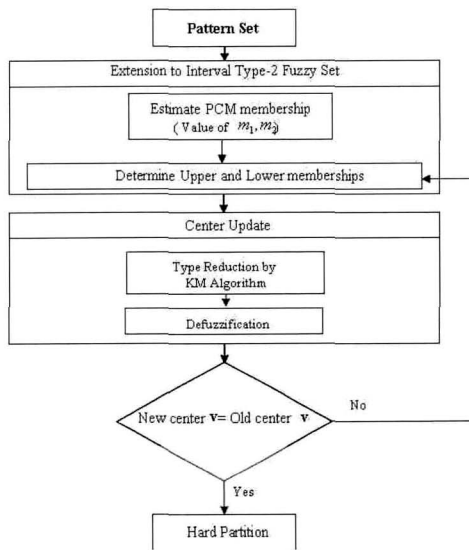 Pattern Set
Extension to Interval Type-2 Fuzzy Set
Estimate PCM membership
( Value of m₁, m₂)
Determine Upper and Lower memberships
Center Update
Type Reduction by
KM Algorithm
Defuzzification
New center v= Old center v
No
Yes
Hard Partition